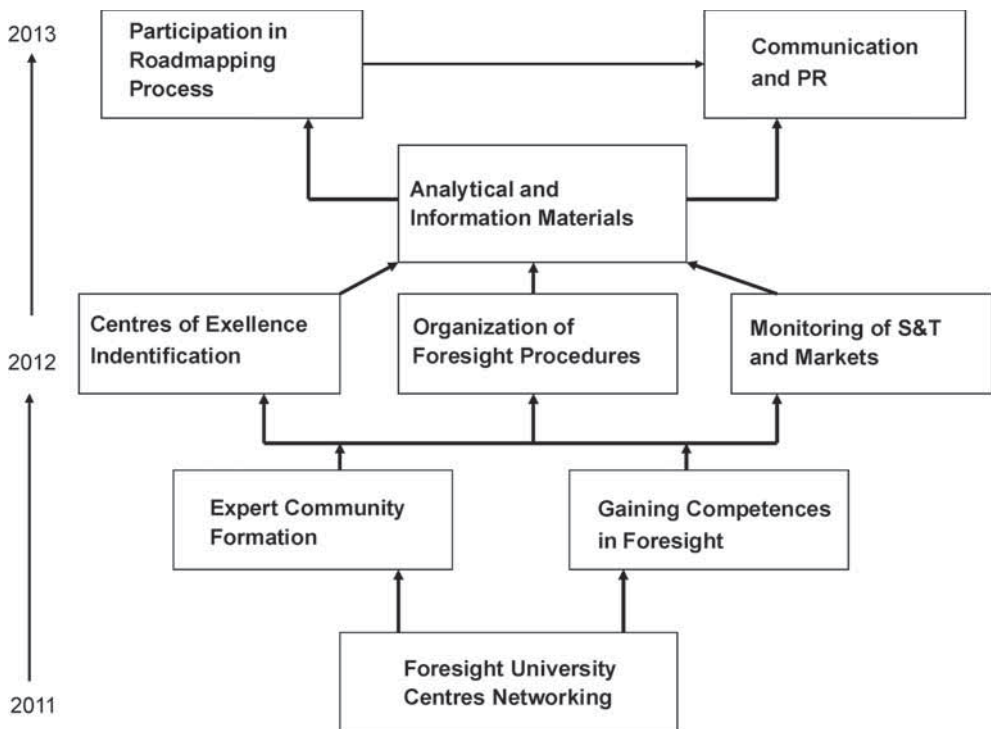 2013
Participation in
Roadmapping
Process
Communication
and PR
Analytical and
Information Materials
2012
Centres of Exellence
Indentification
Organization of
Foresight Procedures
Monitoring of S&T
and Markets
Expert Community
Formation
Gaining Competences
in Foresight
2011
Foresight University
Centres Networking